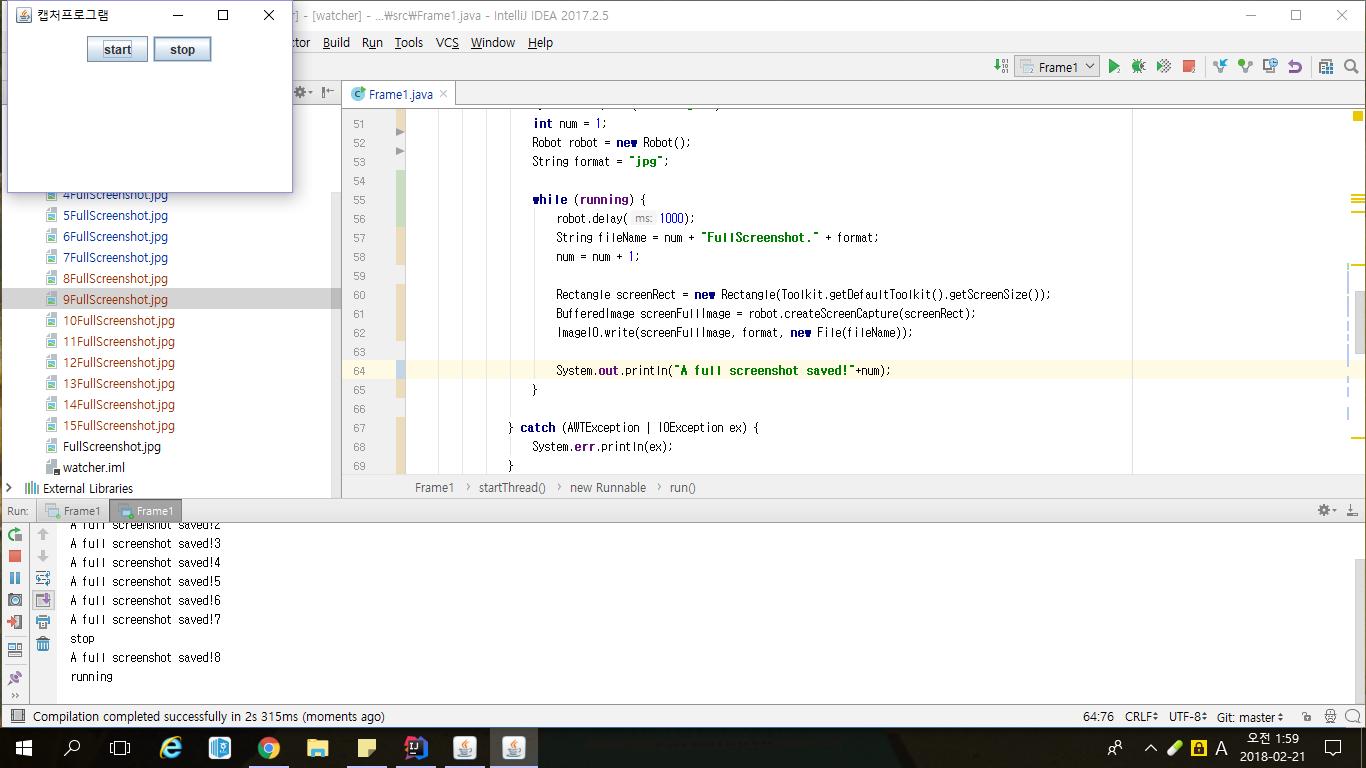 캡처프로그램
] - [watcher] - ...₩src₩Frame1.java - IntelliJ IDEA 2017.2.5
start
stop
tor Build Run Tools VCS Window Help
Frame1
Frame1.java
51 int num = 1;
52 Robot robot = new Robot();
53 String format = "jpg";
54
55 while (running) {
56 robot.delay( ms: 1000);
57 String fileName = num + "FullScreenshot." + format;
58 num = num + 1;
59
60 Rectangle screenRect = new Rectangle(Toolkit.getDefaultToolkit().getScreenSize());
61 BufferedImage screenFullImage = robot.createScreenCapture(screenRect);
62 ImageIO.write(screenFullImage, format, new File(fileName));
63
64 System.out.println("A full screenshot saved!"+num);
65 }
66
67 } catch (AWTException | IOException ex) {
68 System.err.println(ex);
69 }
4FullScreenshot.jpg
5FullScreenshot.jpg
6FullScreenshot.jpg
7FullScreenshot.jpg
8FullScreenshot.jpg
9FullScreenshot.jpg
10FullScreenshot.jpg
11FullScreenshot.jpg
12FullScreenshot.jpg
13FullScreenshot.jpg
14FullScreenshot.jpg
15FullScreenshot.jpg
FullScreenshot.jpg
watcher.iml
External Libraries
Frame1 › startThread() › new Runnable › run()
Run: Frame1 Frame1
A full screenshot saved!2
A full screenshot saved!3
A full screenshot saved!4
A full screenshot saved!5
A full screenshot saved!6
A full screenshot saved!7
stop
A full screenshot saved!8
running
Compilation completed successfully in 2s 315ms (moments ago)
64:76 CRLF UTF-8 Git: master
A
오전 1:59
2018-02-21